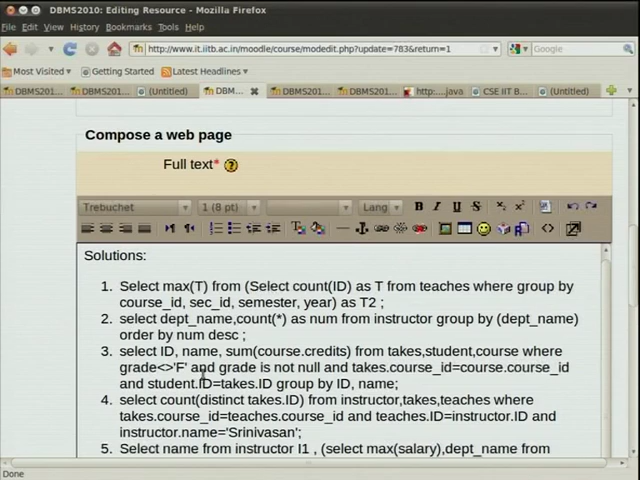 DBMS2010: Editing Resource - Mozilla Firefox
File Edit View History Bookmarks Tools Help
http://www.it.iitb.ac.in/moodle/course/modedit.php?update=783&return=1
Google
Most Visited Getting Started Latest Headlines
DBMS201... DBMS201... (Untitled) DBM... DBMS201... DBMS201... http:....java CSE IIT B... (Untitled)
Compose a web page
Full text*
Trebuchet 1 (8 pt) Lang B I U S
Solutions:
1. Select max(T) from (Select count(ID) as T from teaches where group by
course_id, sec_id, semester, year) as T2 ;
2. select dept_name,count(*) as num from instructor group by (dept_name)
order by num desc ;
3. select ID, name, sum(course.credits) from takes,student,course where
grade<>'F' and grade is not null and takes.course_id=course.course_id
and student.ID=takes.ID group by ID, name;
4. select count(distinct takes.ID) from instructor,takes,teaches where
takes.course_id=teaches.course_id and teaches.ID=instructor.ID and
instructor.name='Srinivasan';
5. Select name from instructor I1 , (select max(salary),dept_name from
Done